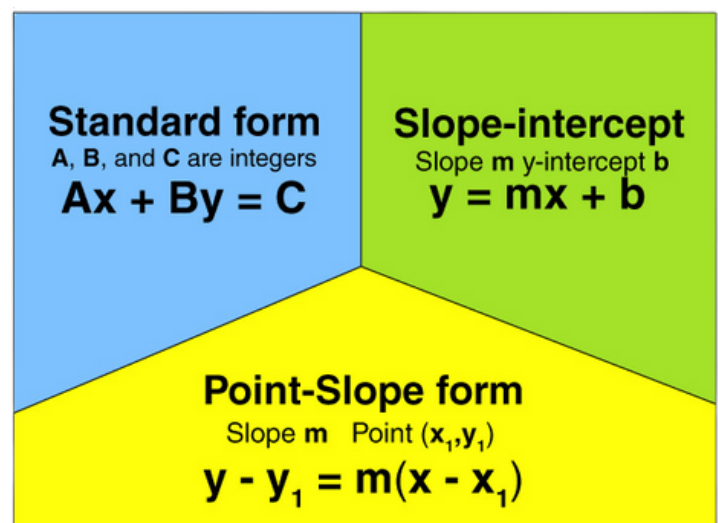 Standard form
A, B, and C are integers
Ax + By = C
Slope-intercept
Slope m y-intercept b
y = mx + b
Point-Slope form
Slope m Point (x₁,y₁)
y - y₁ = m(x - x₁)